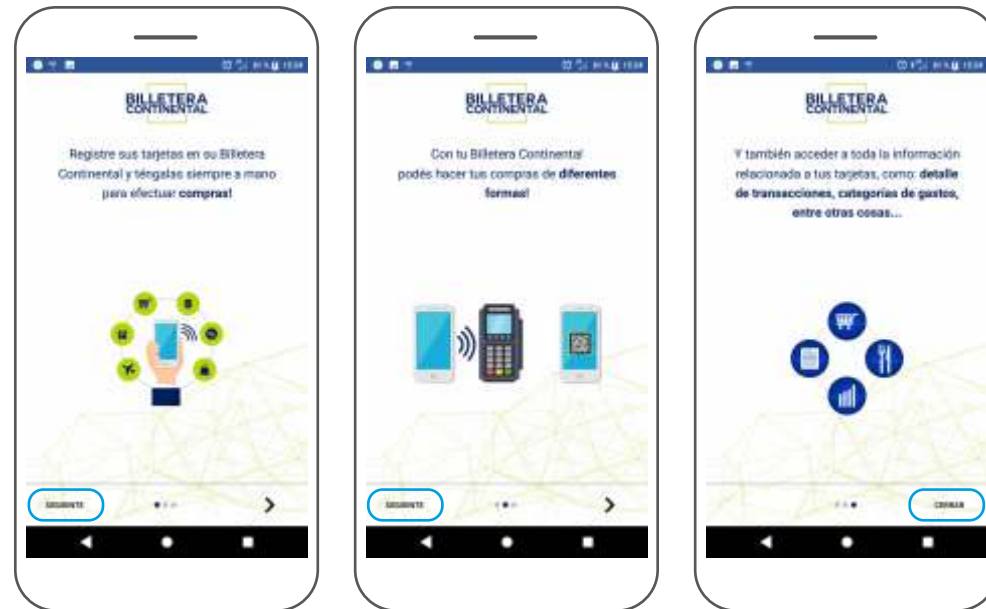 BILLETERA
CONTINENTAL
Registre sus tarjetas en su Billetera
Continental y téngalas siempre a mano
para efectuar compras!
SIGUIENTE
BILLETERA
CONTINENTAL
Con tu Billetera Continental
podés hacer tus compras de diferentes
formas!
SIGUIENTE
BILLETERA
CONTINENTAL
Y también acceder a toda la información
relacionada a tus tarjetas, como: detalle
de transacciones, categorías de gastos,
entre otras cosas...
CERRAR